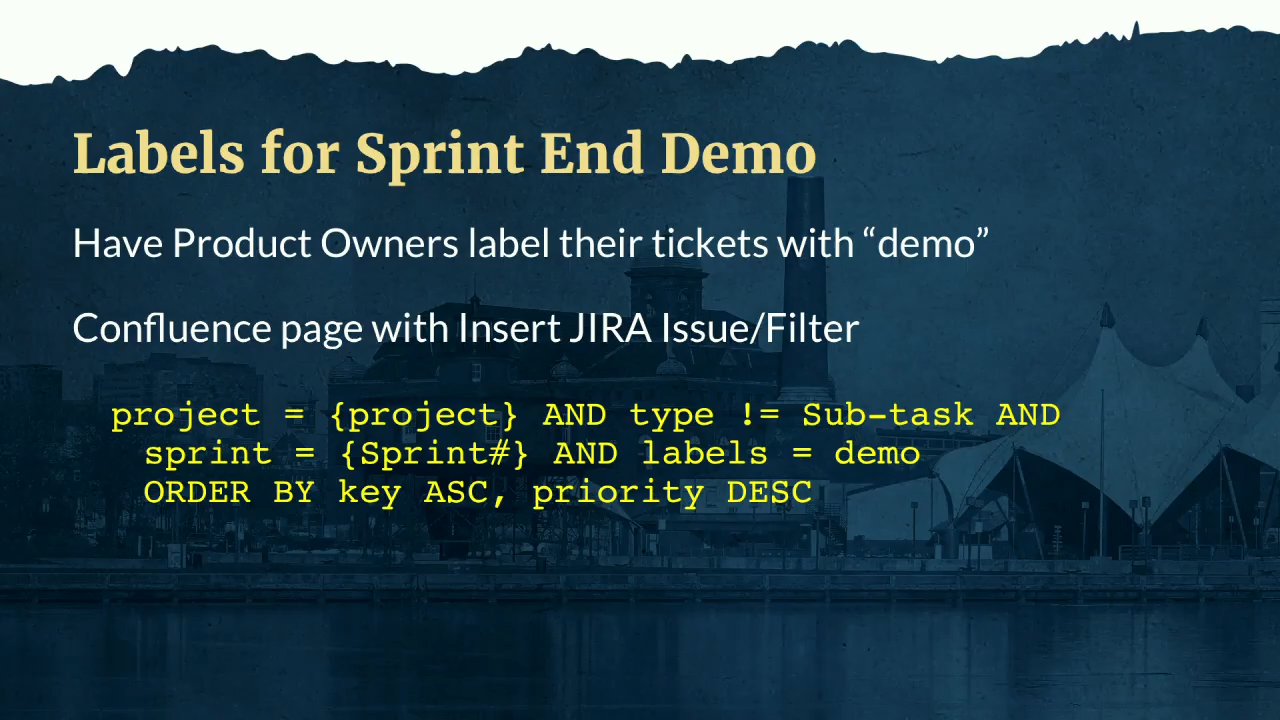 Labels for Sprint End Demo
Have Product Owners label their tickets with “demo”
Confluence page with Insert JIRA Issue/Filter
project = {project} AND type != Sub-task AND
sprint = {Sprint#} AND labels = demo
ORDER BY key ASC, priority DESC